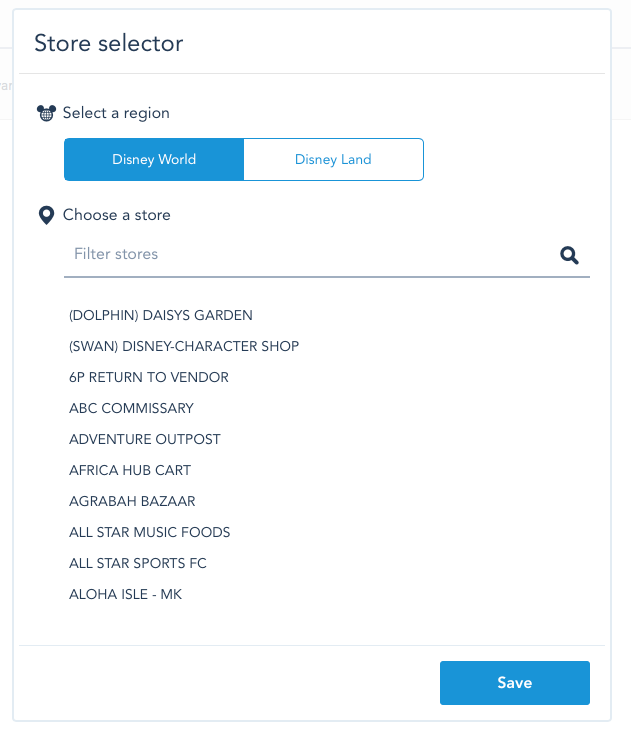 Store selector
Select a region
Disney World
Disney Land
Choose a store
Filter stores
(DOLPHIN) DAISYS GARDEN
(SWAN) DISNEY-CHARACTER SHOP
6P RETURN TO VENDOR
ABC COMMISSARY
ADVENTURE OUTPOST
AFRICA HUB CART
AGRABAH BAZAAR
ALL STAR MUSIC FOODS
ALL STAR SPORTS FC
ALOHA ISLE - MK
Save